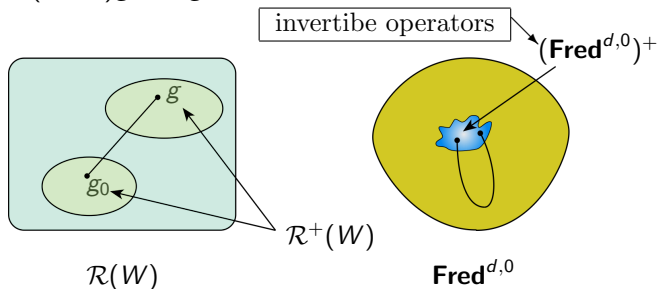 invertibe operators
(Fred^{d,0})^+
g
g_0
R^+(W)
R(W)
Fred^{d,0}